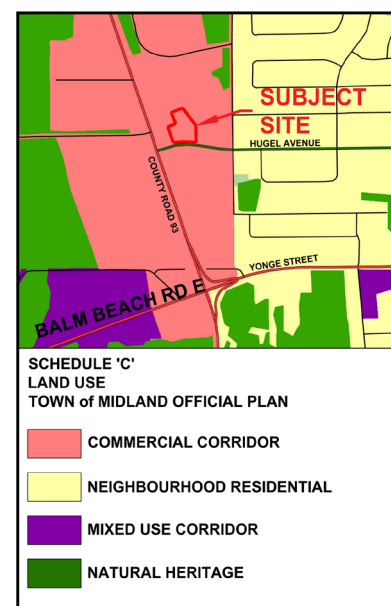 SUBJECT
SITE
HUGEL AVENUE
COUNTY ROAD 93
YONGE STREET
BALM BEACH RD E
SCHEDULE 'C'
LAND USE
TOWN of MIDLAND OFFICIAL PLAN
COMMERCIAL CORRIDOR
NEIGHBOURHOOD RESIDENTIAL
MIXED USE CORRIDOR
NATURAL HERITAGE